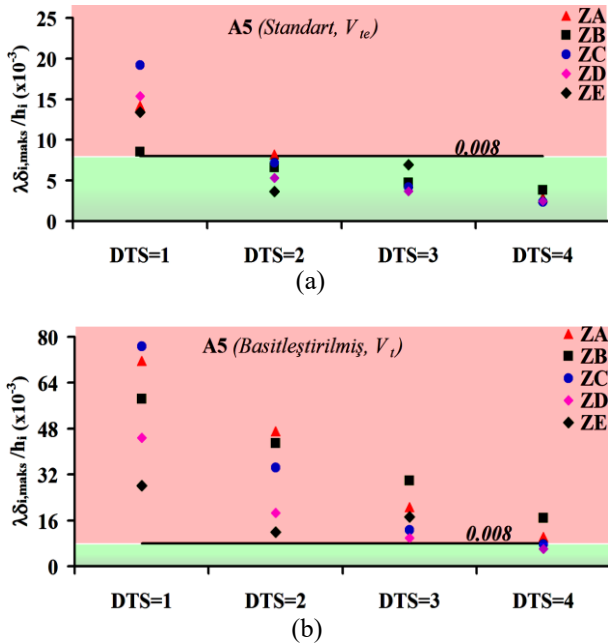 A5 (Standart, Vte)
λδi,maks /hi (x10-3)
25
20
15
10
5
0
0.008
ZA
ZB
ZC
ZD
ZE
DTS=1 DTS=2 DTS=3 DTS=4
(a)
A5 (Basitleştirilmiş, Vt)
λδi,maks /hi (x10-3)
80
64
48
32
16
0
0.008
ZA
ZB
ZC
ZD
ZE
DTS=1 DTS=2 DTS=3 DTS=4
(b)